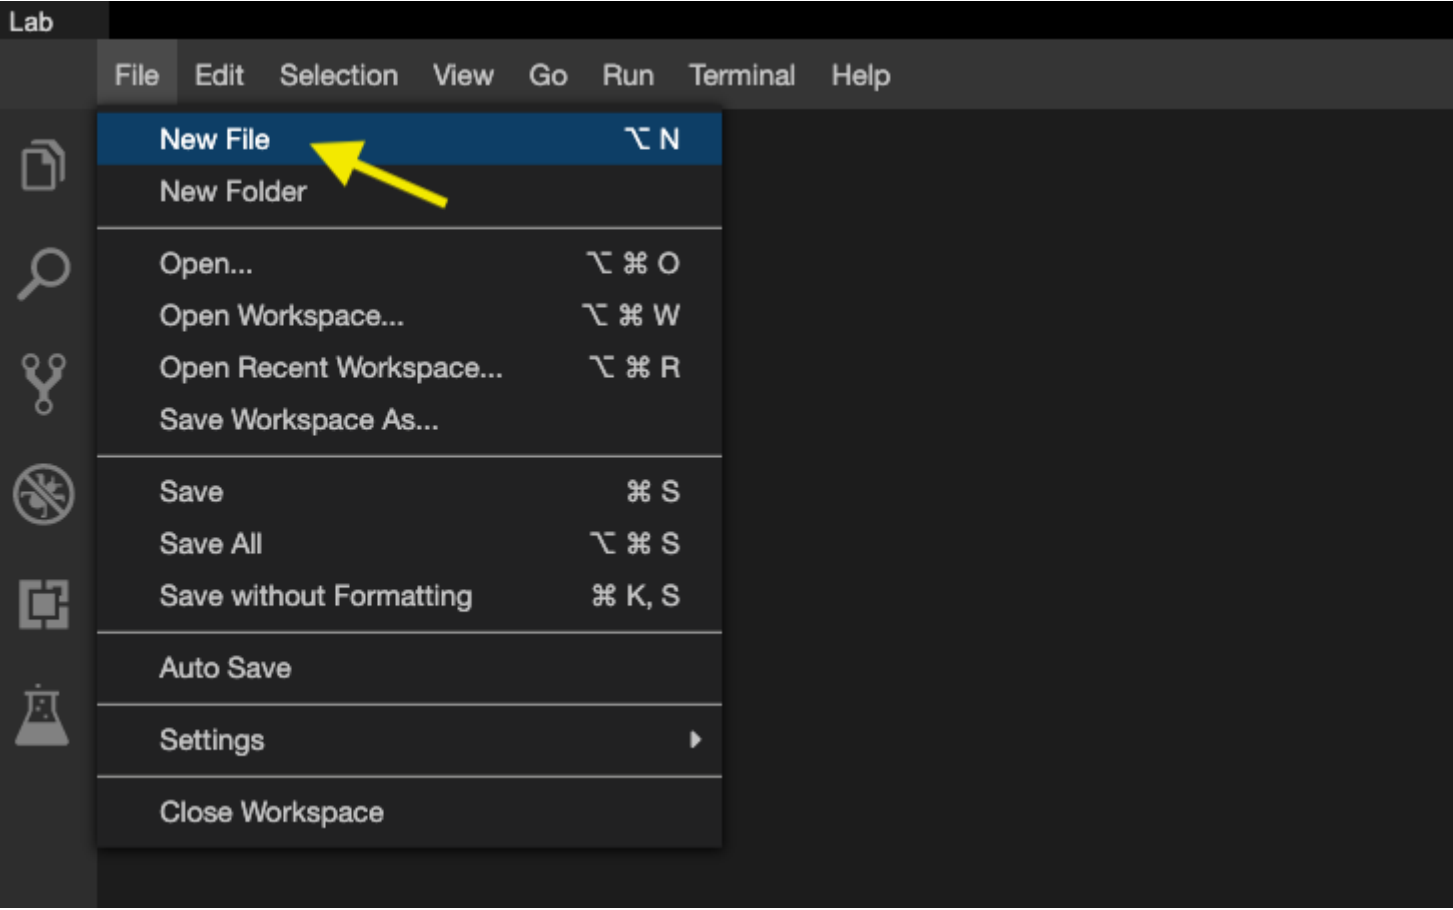 Lab
File Edit Selection View Go Run Terminal Help
New File ⌥ N
New Folder
Open... ⌥ ⌘ O
Open Workspace... ⌥ ⌘ W
Open Recent Workspace... ⌥ ⌘ R
Save Workspace As...
Save ⌘ S
Save All ⌥ ⌘ S
Save without Formatting ⌘ K, S
Auto Save
Settings
Close Workspace